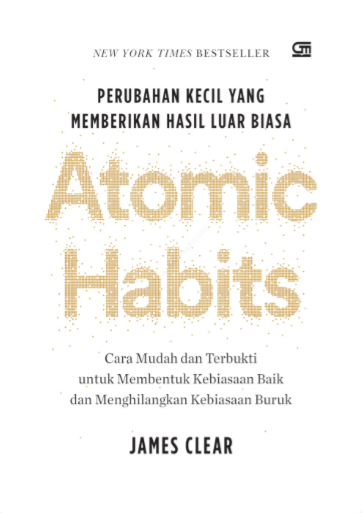 NEW YORK TIMES BESTSELLER
PERUBAHAN KECIL YANG
MEMBERIKAN HASIL LUAR BIASA
Atomic
Habits
Cara Mudah dan Terbukti
untuk Membentuk Kebiasaan Baik
dan Menghilangkan Kebiasaan Buruk
JAMES CLEAR